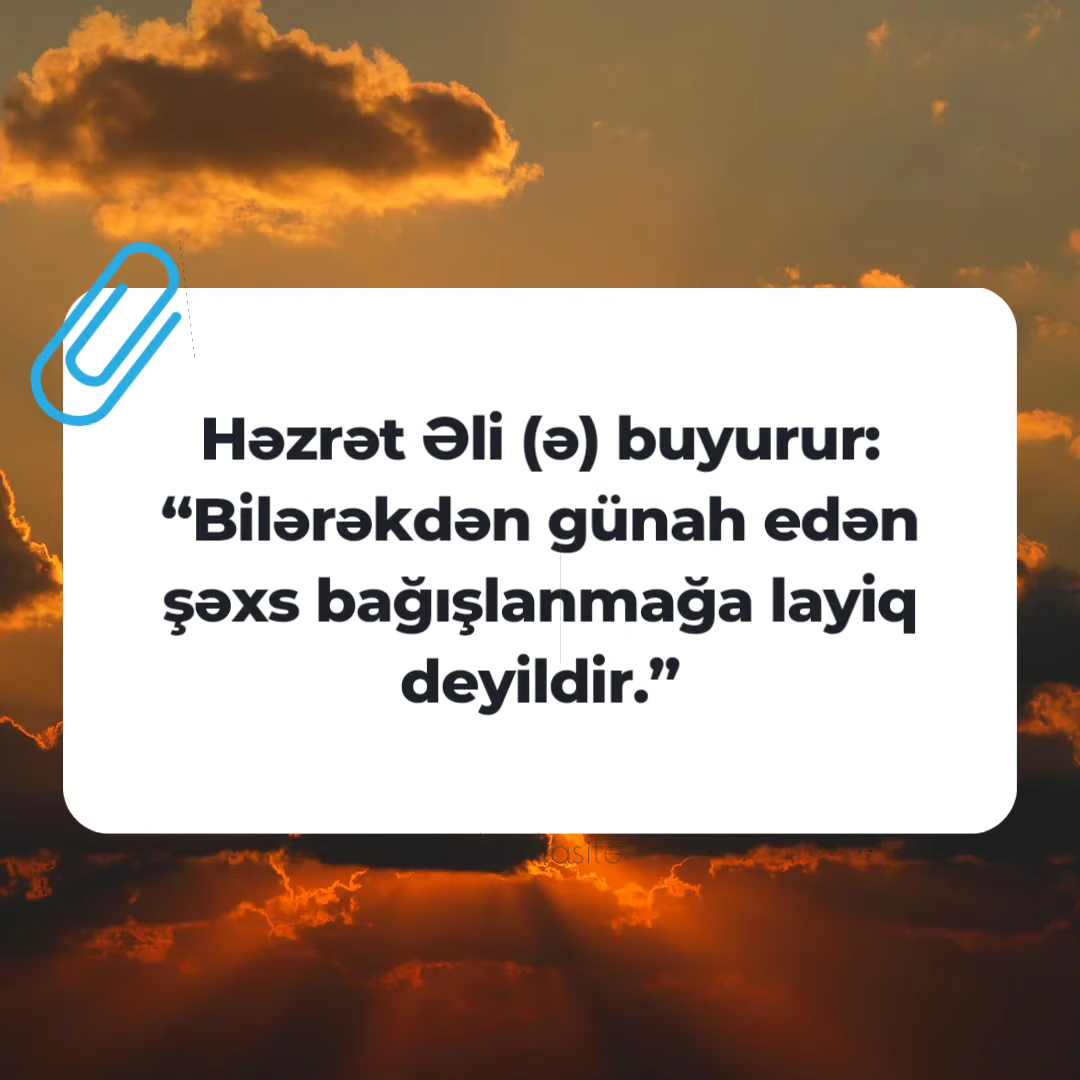 Həzrət Əli (ə) buyurur:
“Bilərəkdən günah edən
şəxs bağışlanmağa layiq
deyildir.”